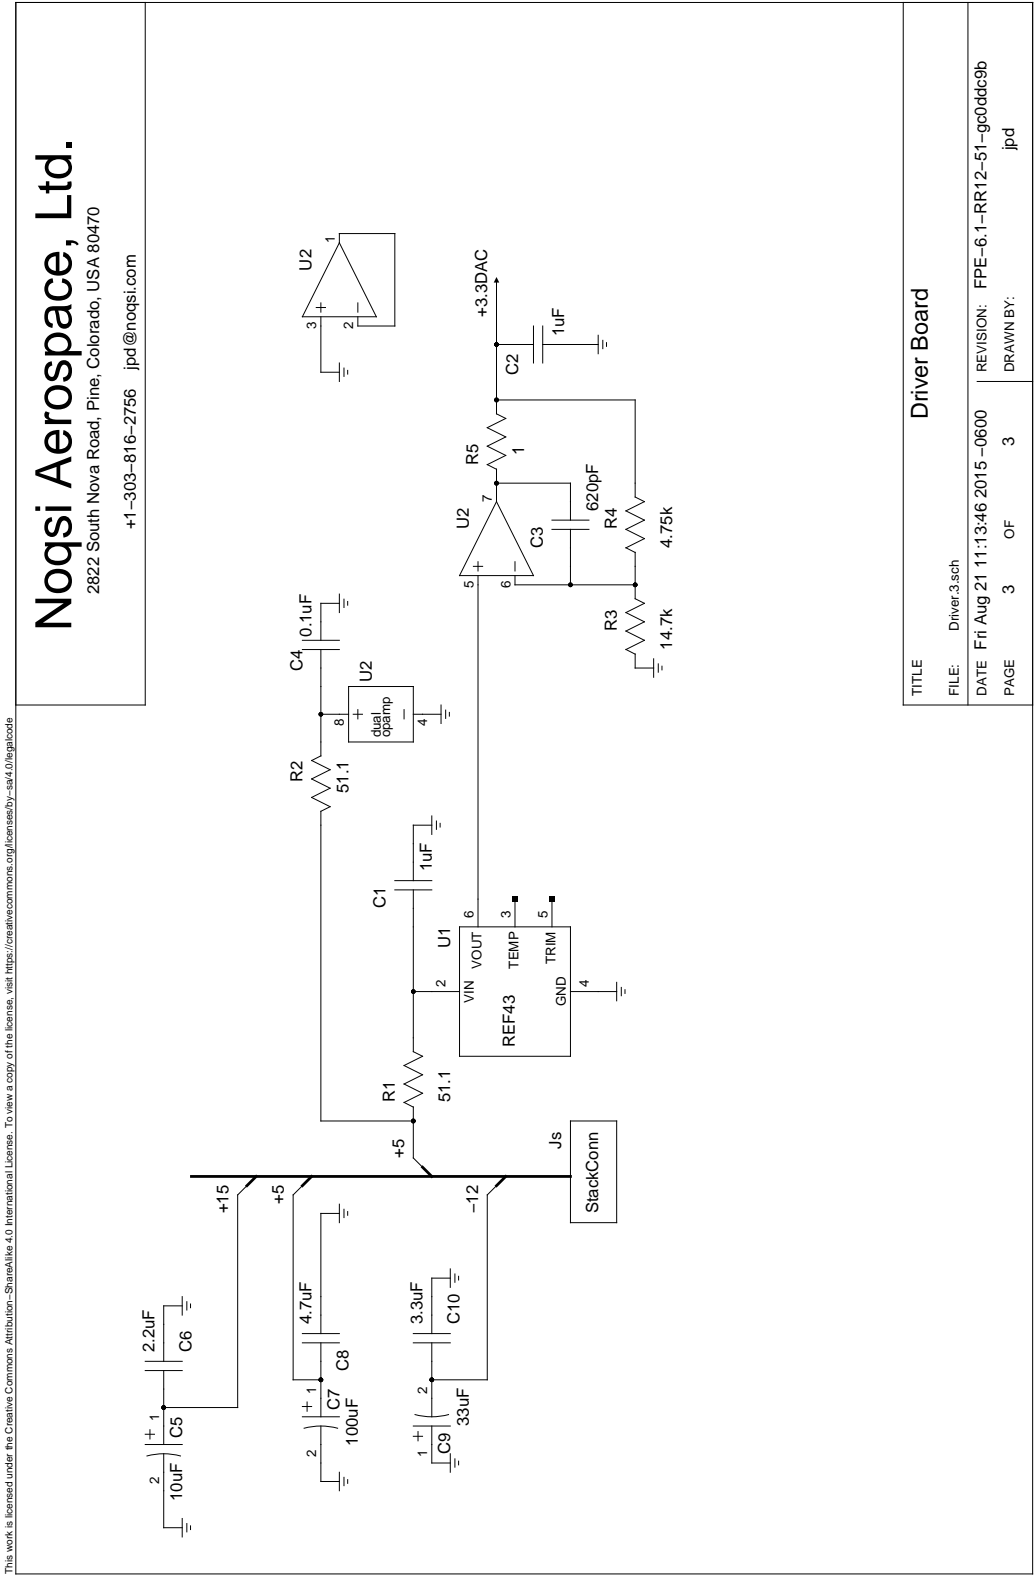 This work is licensed under the Creative Commons Attribution−ShareAlike 4.0 International License. To view a copy of the license, visit https://creativecommons.org/licenses/by−sa/4.0/legalcode
Noqsi Aerospace, Ltd.
2822 South Nova Road, Pine, Colorado, USA 80470
+1−303−816−2756 jpd@noqsi.com
2.2uF
C6
1
+
C5
2
10uF
+15
4.7uF
C8
1
+
C7
2
100uF
+5
3.3uF
C10
2
33uF
1
+
C9
−12
+5
Js
StackConn
R2
51.1
C4
0.1uF
U2
8
+
dual
opamp
−
4
U2
3
+
2
−
1
R1
51.1
C1
1uF
U1
2
VIN
VOUT
6
TEMP
3
TRIM
5
REF43
GND
4
U2
5
+
6
−
7
R5
1
C3
620pF
R4
4.75k
R3
14.7k
C2
1uF
+3.3DAC
TITLE
Driver Board
FILE: Driver.3.sch
DATE Fri Aug 21 11:13:46 2015 −0600
REVISION: FPE−6.1−RR12−51−gc0ddc9b
PAGE 3 OF 3
DRAWN BY: jpd